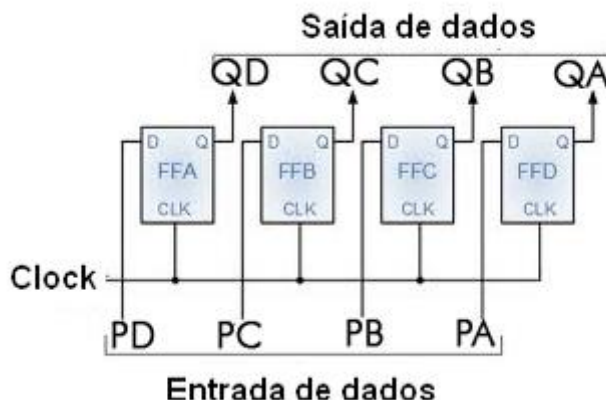 Saída de dados
QD QC QB QA
D Q D Q D Q D Q
FFA FFB FFC FFD
CLK CLK CLK CLK
Clock
PD PC PB PA
Entrada de dados